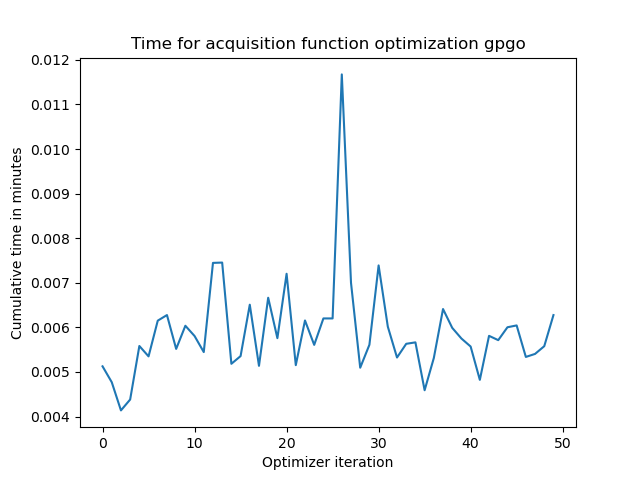 Time for acquisition function optimization gpgo
0.012
0.011
0.010
0.009
0.008
0.007
0.006
0.005
0.004
Cumulative time in minutes
0 10 20 30 40 50
Optimizer iteration